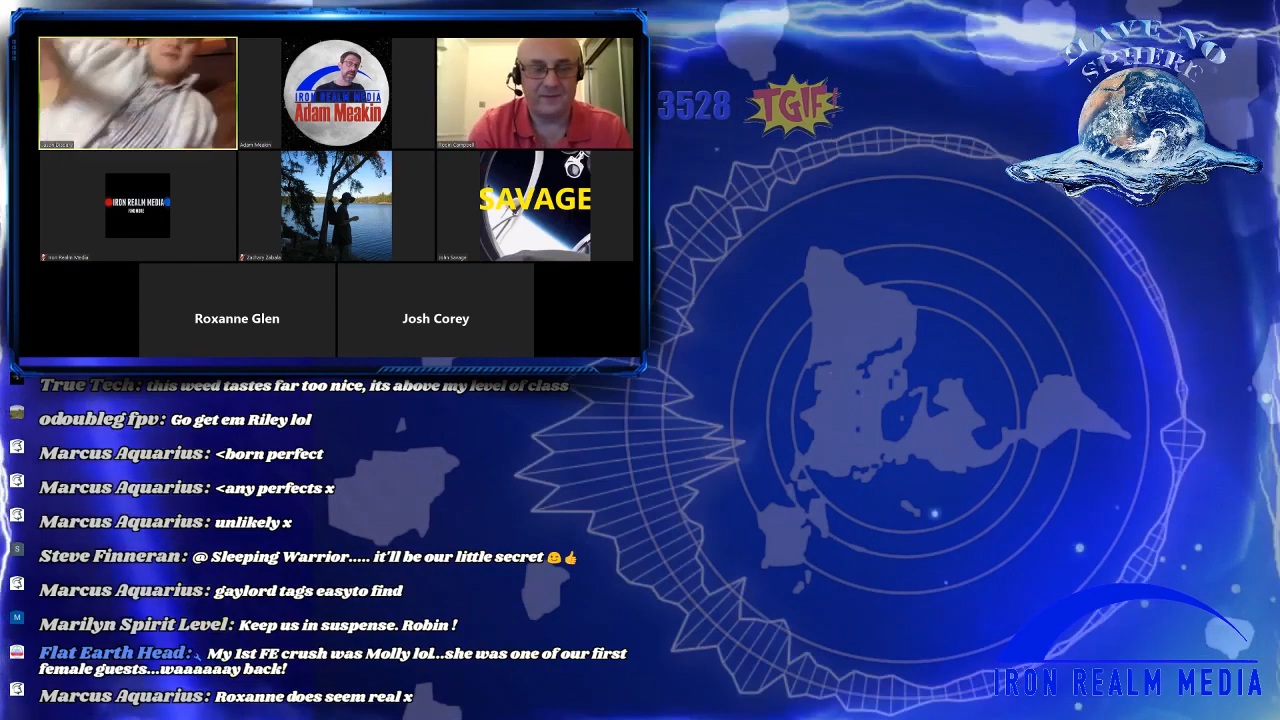 HAVE NO
SPHERE
3528
TGIF!
IRON REALM MEDIA
Adam Meakin
Adam Meakin
Robin Campbell
IRON REALM MEDIA
FIND MORE
SAVAGE
Iron Realm Media
Zachary Zabala
John Savage
Roxanne Glen
Josh Corey
True Tech: this weed tastes far too nice, its above my level of class
odoubleg fpv: Go get em Riley lol
Marcus Aquarius: <born perfect
Marcus Aquarius: <any perfects x
Marcus Aquarius: unlikely x
S
Steve Finneran: @ Sleeping Warrior..... it'll be our little secret 😊👍
Marcus Aquarius: gaylord tags easyto find
M
Marilyn Spirit Level: Keep us in suspense. Robin !
Flat Earth Head: My 1st FE crush was Molly lol...she was one of our first
female guests...waaaaaay back!
Marcus Aquarius: Roxanne does seem real x
IRON REALM MEDIA